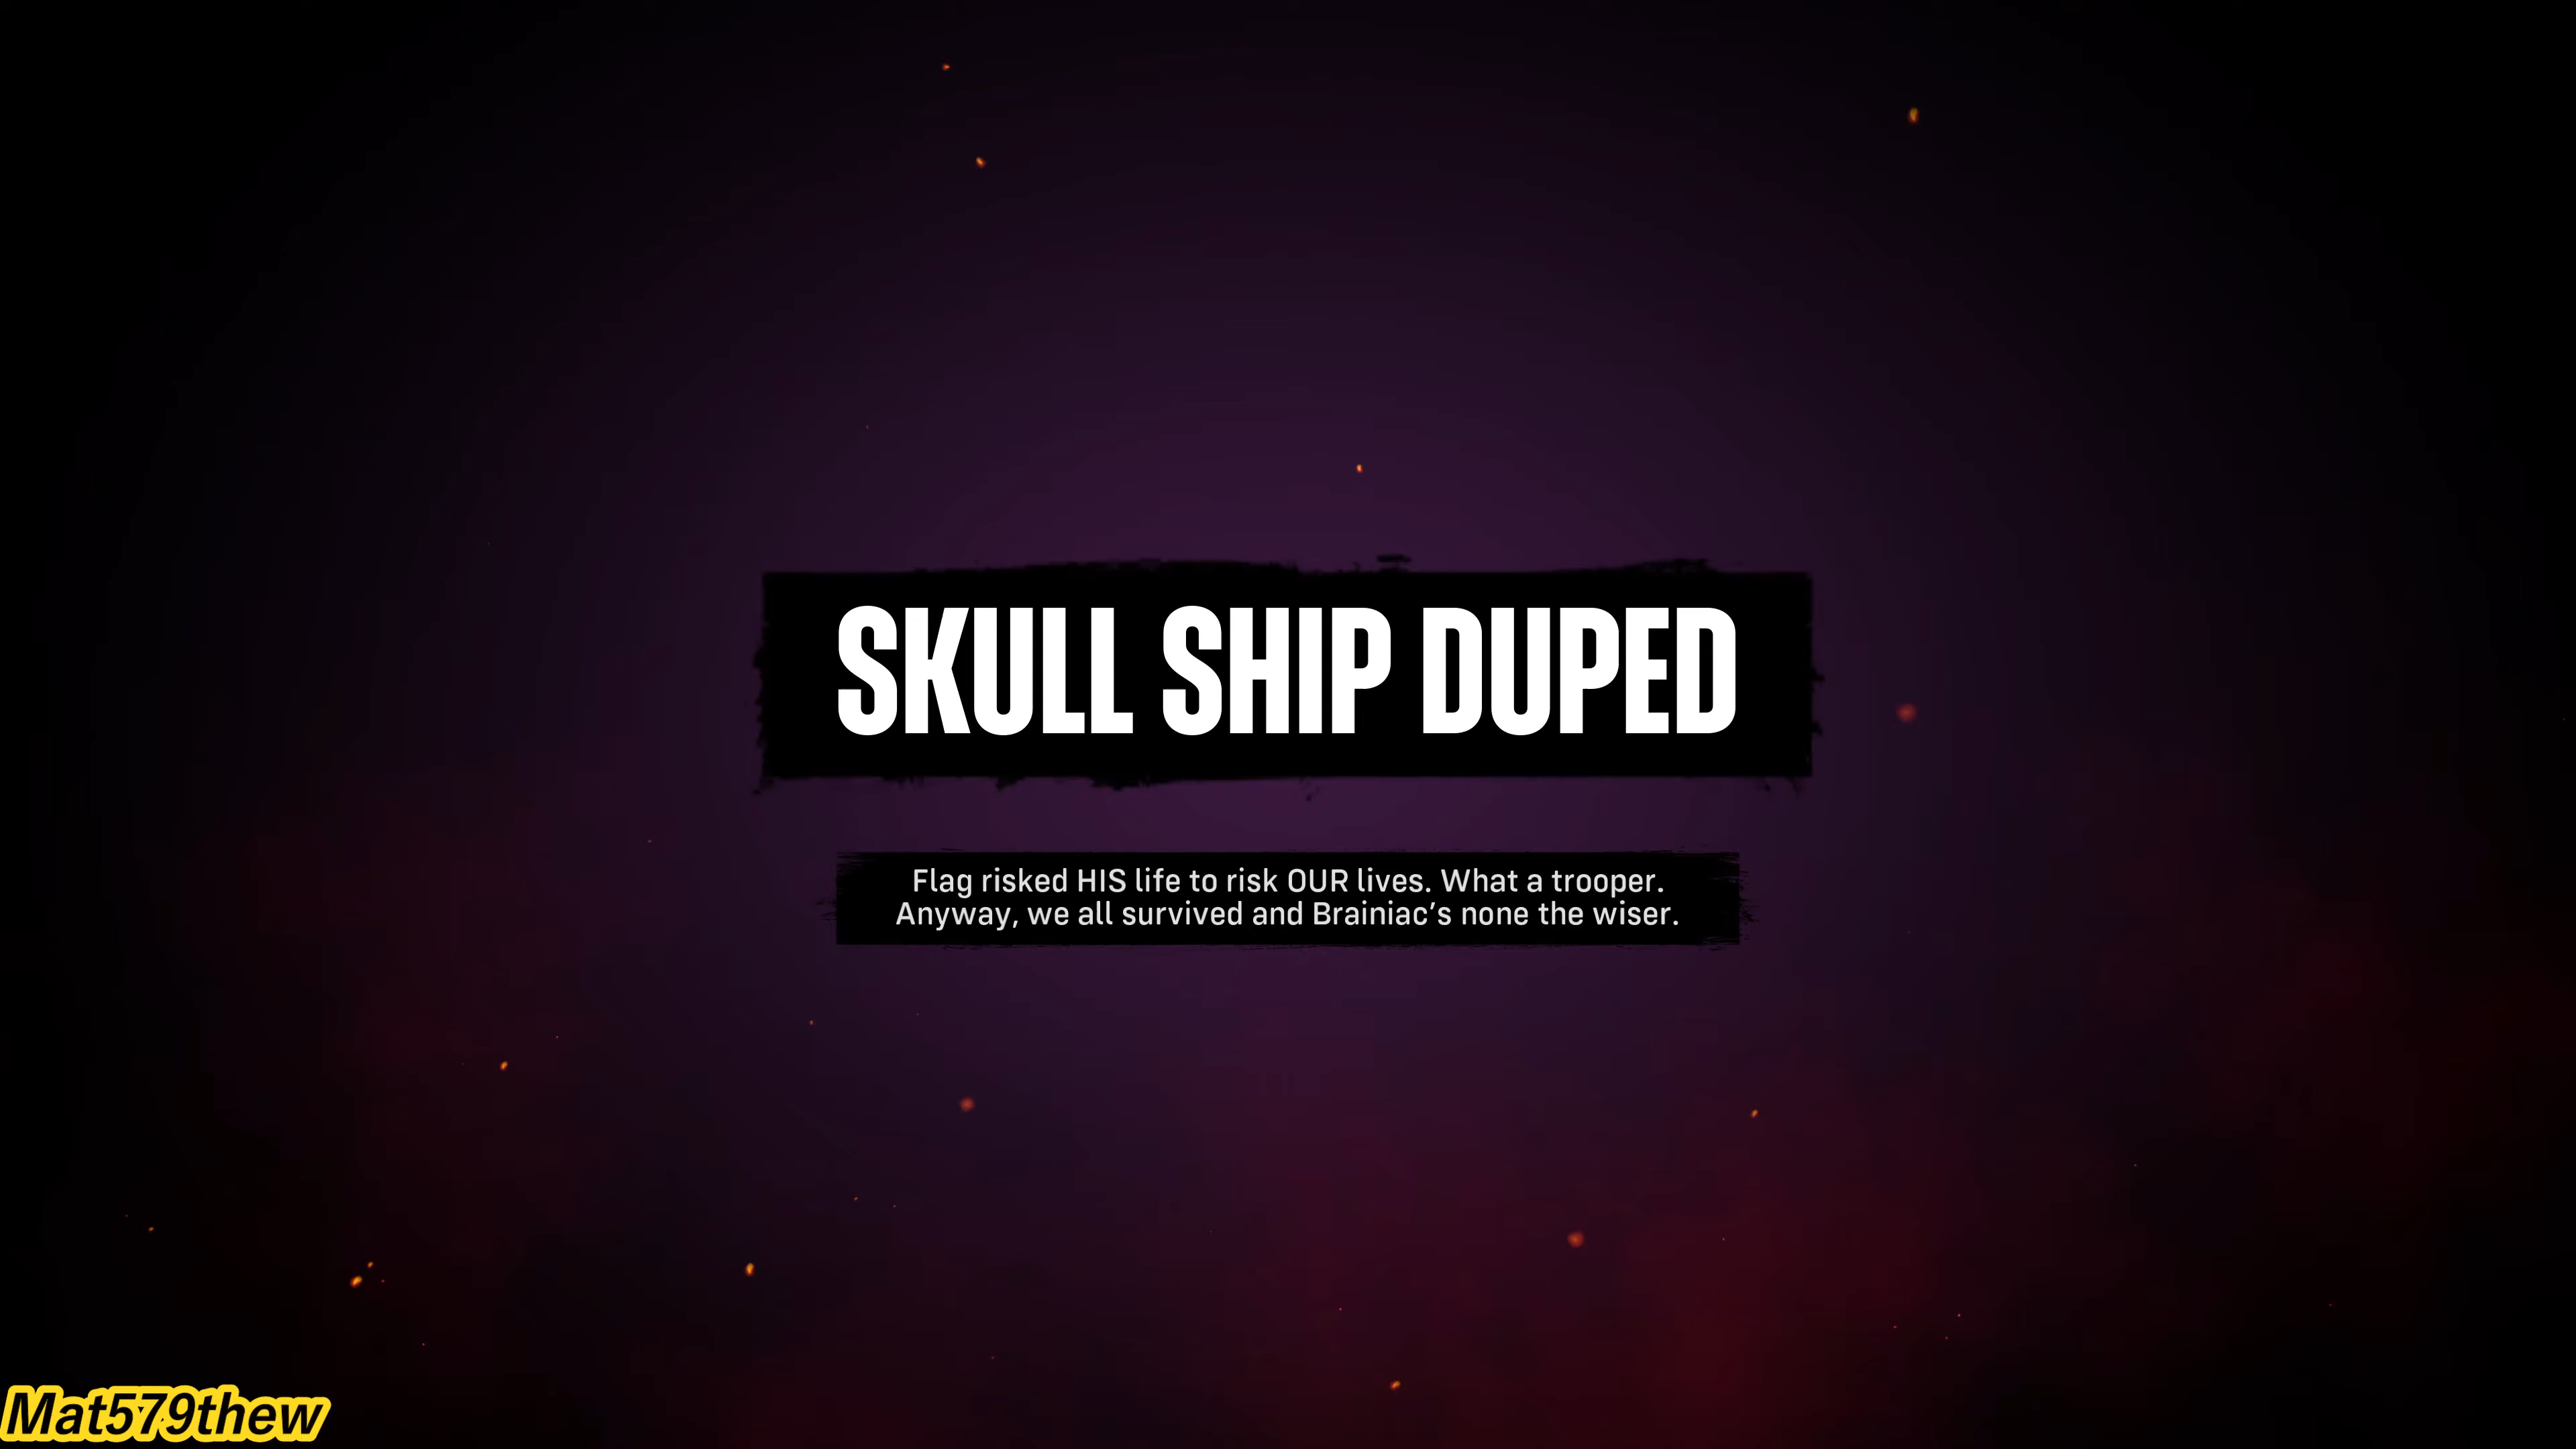 SKULL SHIP DUPED
Flag risked HIS life to risk OUR lives. What a trooper.
Anyway, we all survived and Brainiac’s none the wiser.
Mat579thew